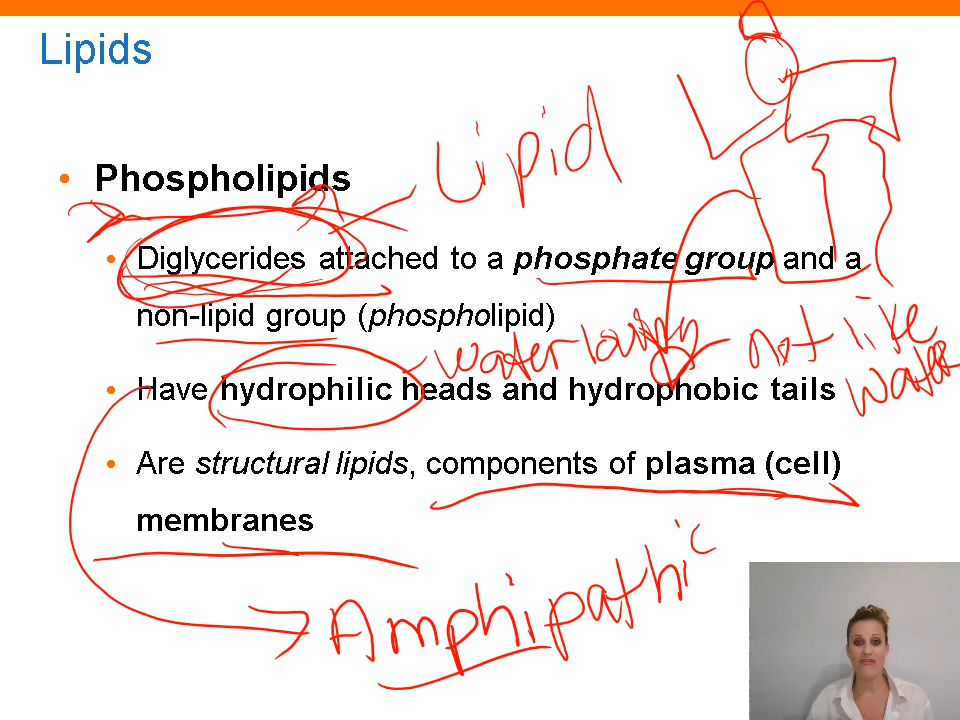 Lipids
Lipid
• Phospholipids
• Diglycerides attached to a phosphate group and a
non-lipid group (phospholipid)
water loving
not like
water
• Have hydrophilic heads and hydrophobic tails
• Are structural lipids, components of plasma (cell)
membranes
Amphipathic